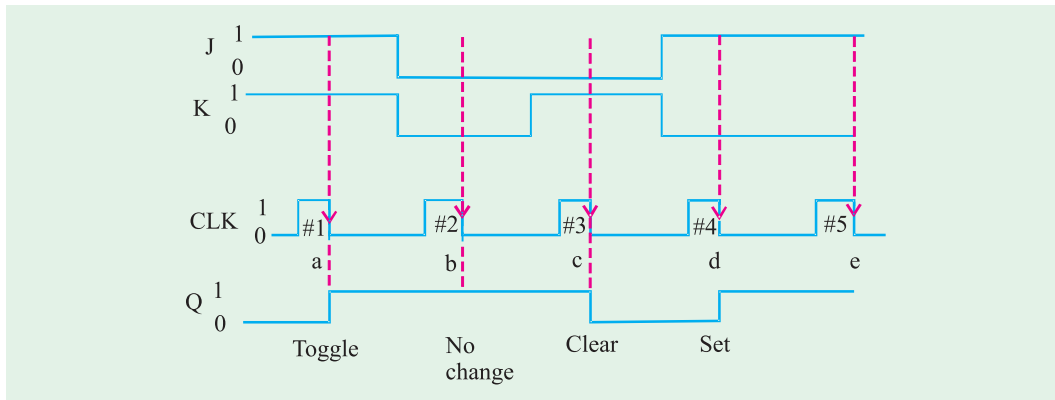 J 1
0
K 1
0
CLK 1
0
#1 #2 #3 #4 #5
a b c d e
Q 1
0
Toggle No change Clear Set